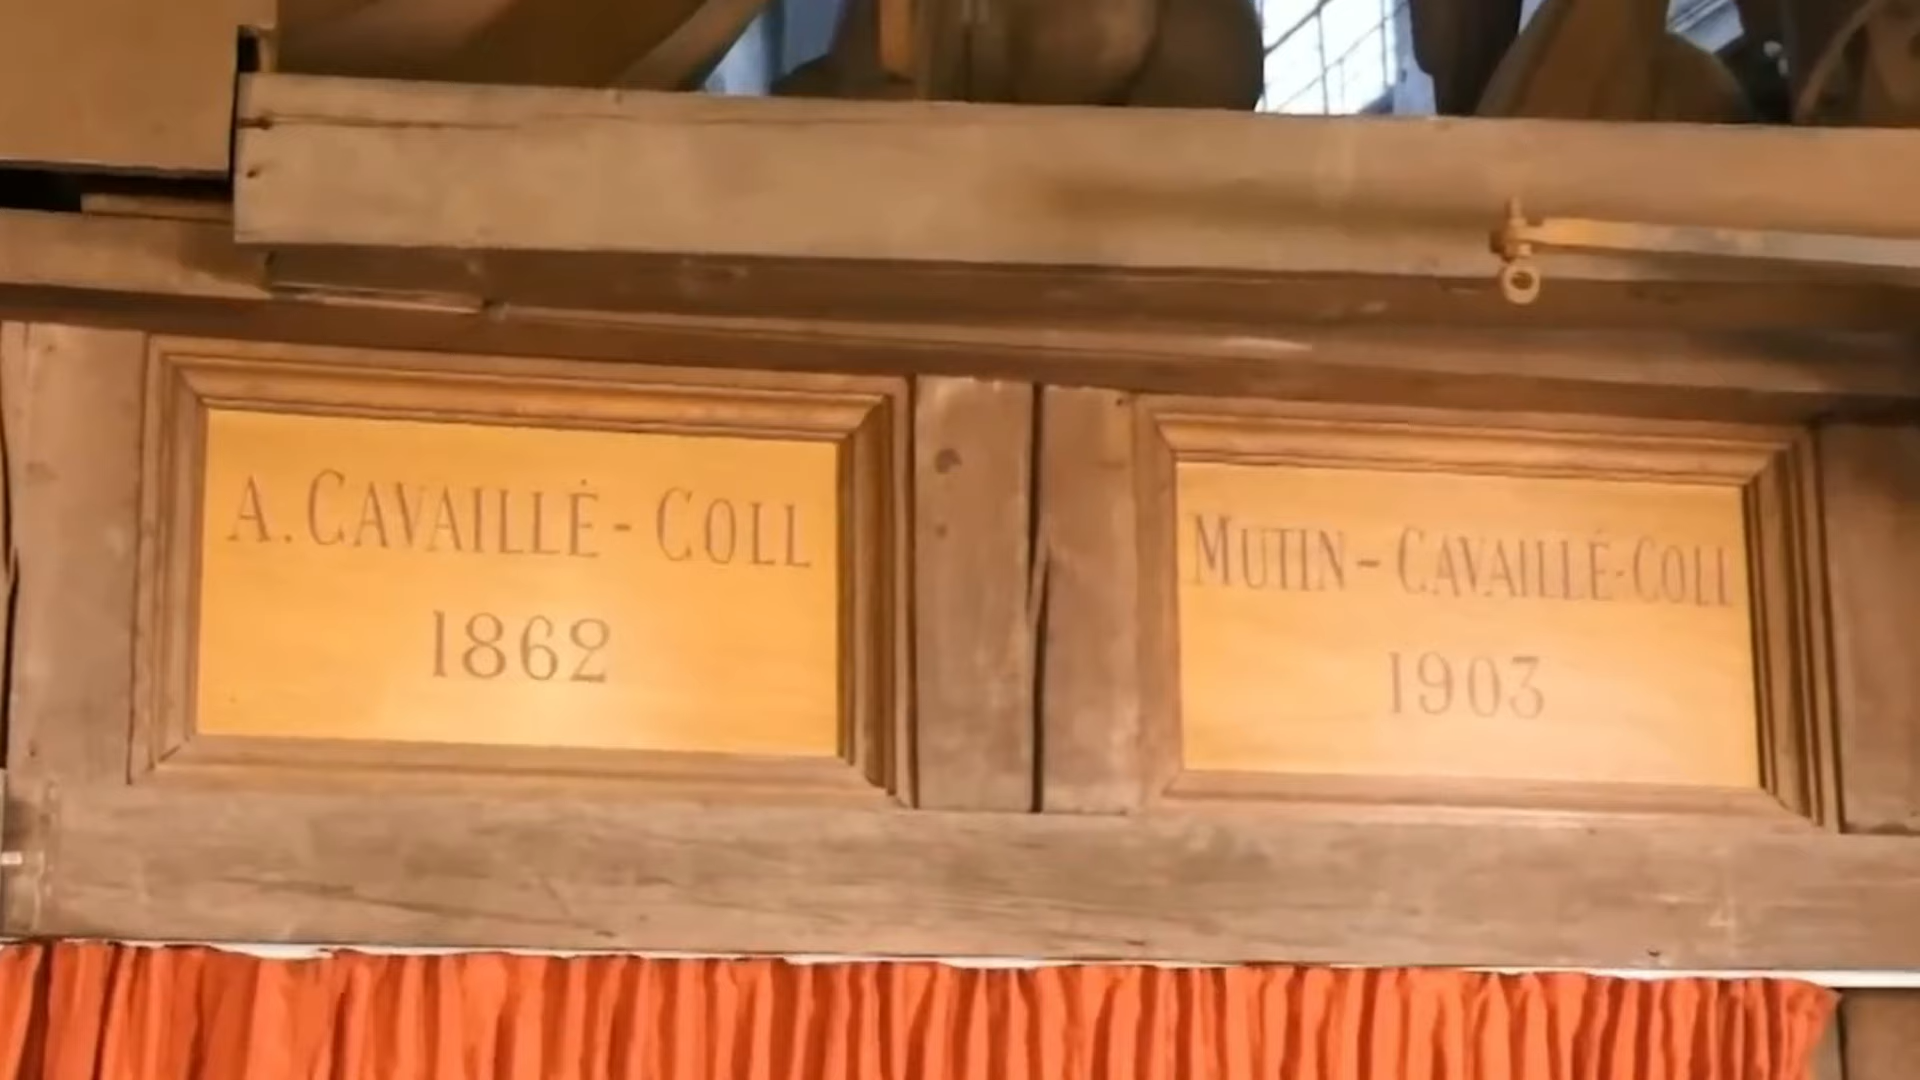 A. CAVAILLÉ - COLL
1862
MUTIN - CAVAILLÉ-COLL
1903